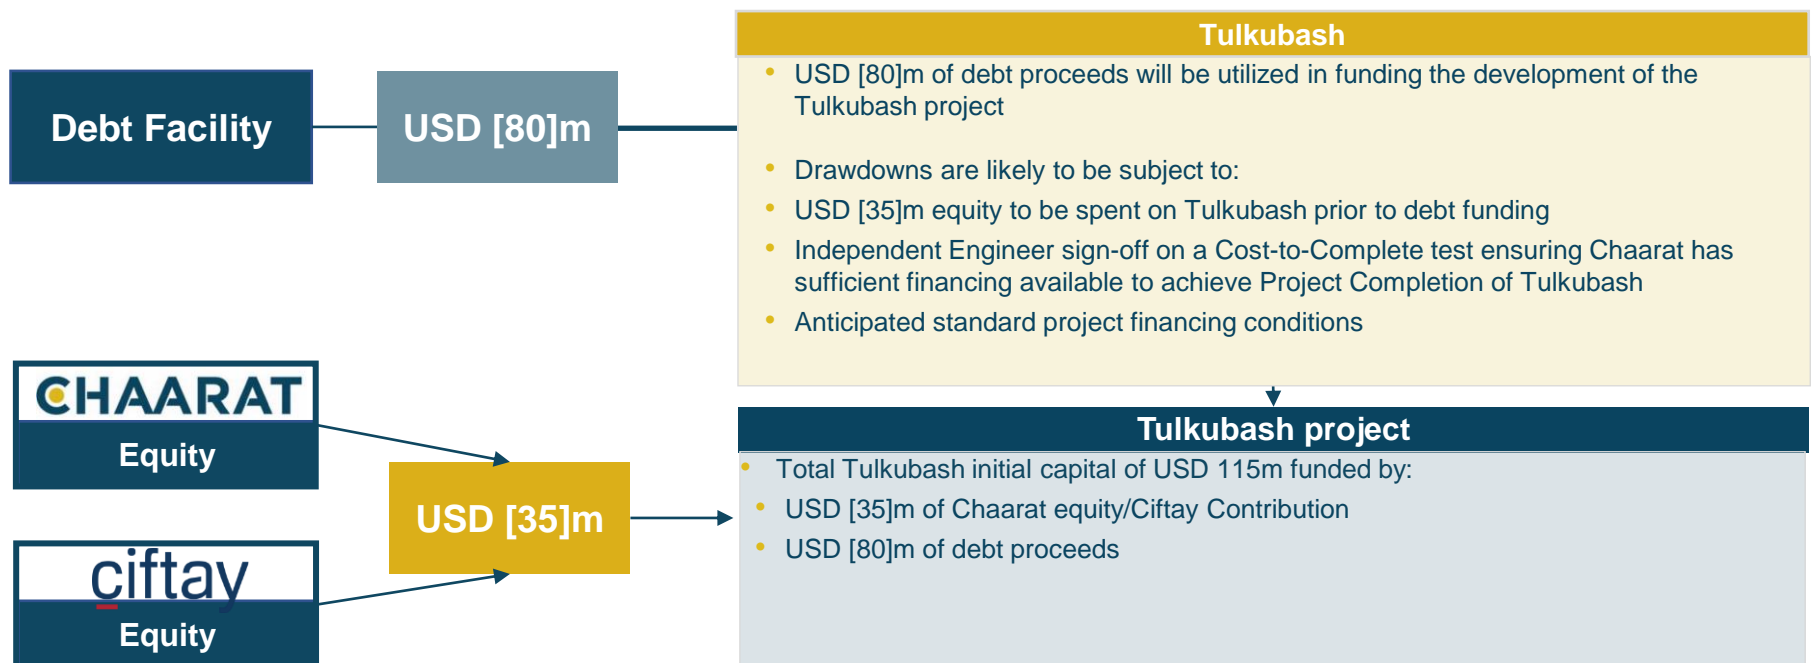 Debt Facility
USD [80]m
Tulkubash
• USD [80]m of debt proceeds will be utilized in funding the development of the
Tulkubash project
• Drawdowns are likely to be subject to:
• USD [35]m equity to be spent on Tulkubash prior to debt funding
• Independent Engineer sign-off on a Cost-to-Complete test ensuring Chaarat has
sufficient financing available to achieve Project Completion of Tulkubash
• Anticipated standard project financing conditions
CHAARAT
Equity
ciftay
Equity
USD [35]m
Tulkubash project
• Total Tulkubash initial capital of USD 115m funded by:
• USD [35]m of Chaarat equity/Ciftay Contribution
• USD [80]m of debt proceeds